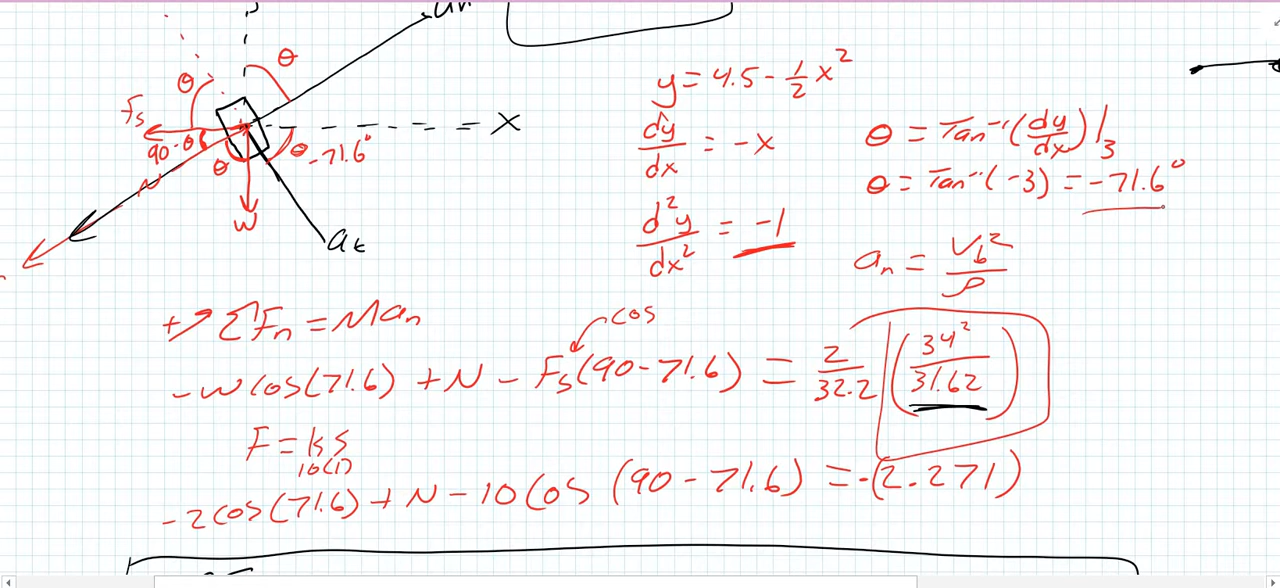 an
θ
θ
Fs
90-θ
θ
θ -71.6°
x
N
W
at
y = 4.5 - 1/2 x²
dy/dx = -x
d²y/dx² = -1
θ = Tan⁻¹(dy/dx)|3
θ = Tan⁻¹(-3) = -71.6°
an = Vb²/ρ
+↗ ΣFn = Man
cos
-W cos(71.6) + N - Fs(90-71.6) = 2/32.2 (34²/31.62)
F = ks
10(1)
-2cos(71.6) + N - 10 Cos (90-71.6) = -(2.271)